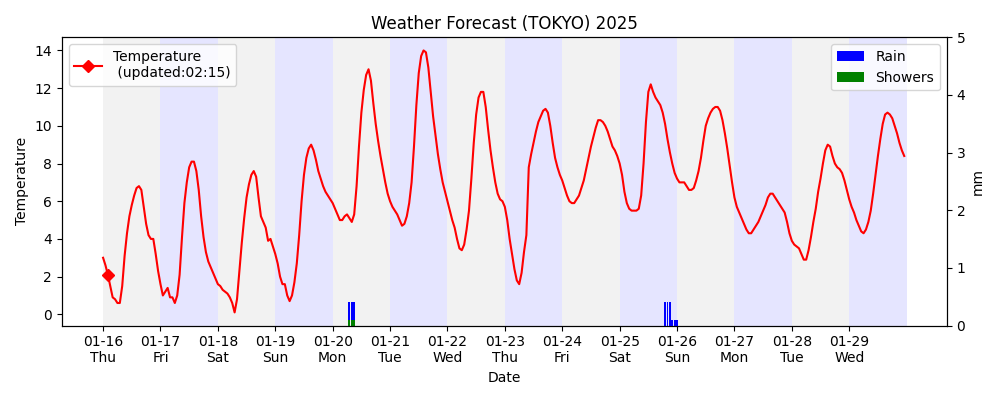 Weather Forecast (TOKYO) 2025
Temperature
(updated:02:15)
Rain
Showers
14
12
10
8
6
4
2
0
Temperature
5
4
3
2
1
0
mm
01-16 01-17 01-18 01-19 01-20 01-21 01-22 01-23 01-24 01-25 01-26 01-27 01-28 01-29
Thu Fri Sat Sun Mon Tue Wed Thu Fri Sat Sun Mon Tue Wed
Date